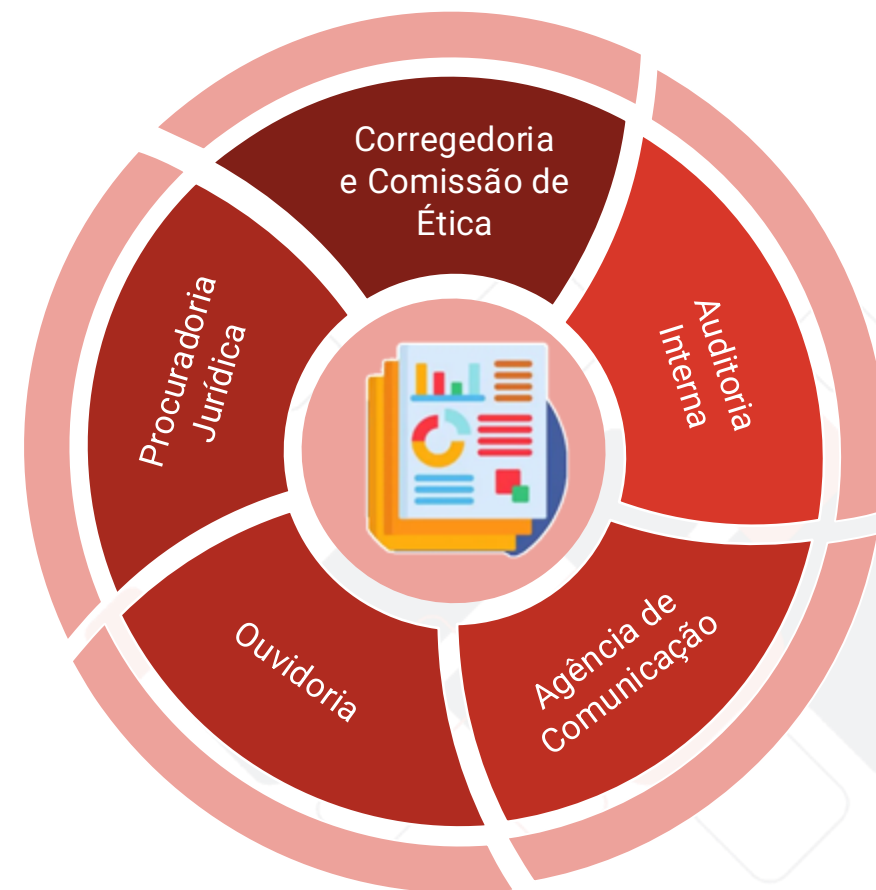 Corregedoria
e Comissão de
Ética
Auditoria
Interna
Agência de
Comunicação
Ouvidoria
Procuradoria
Jurídica